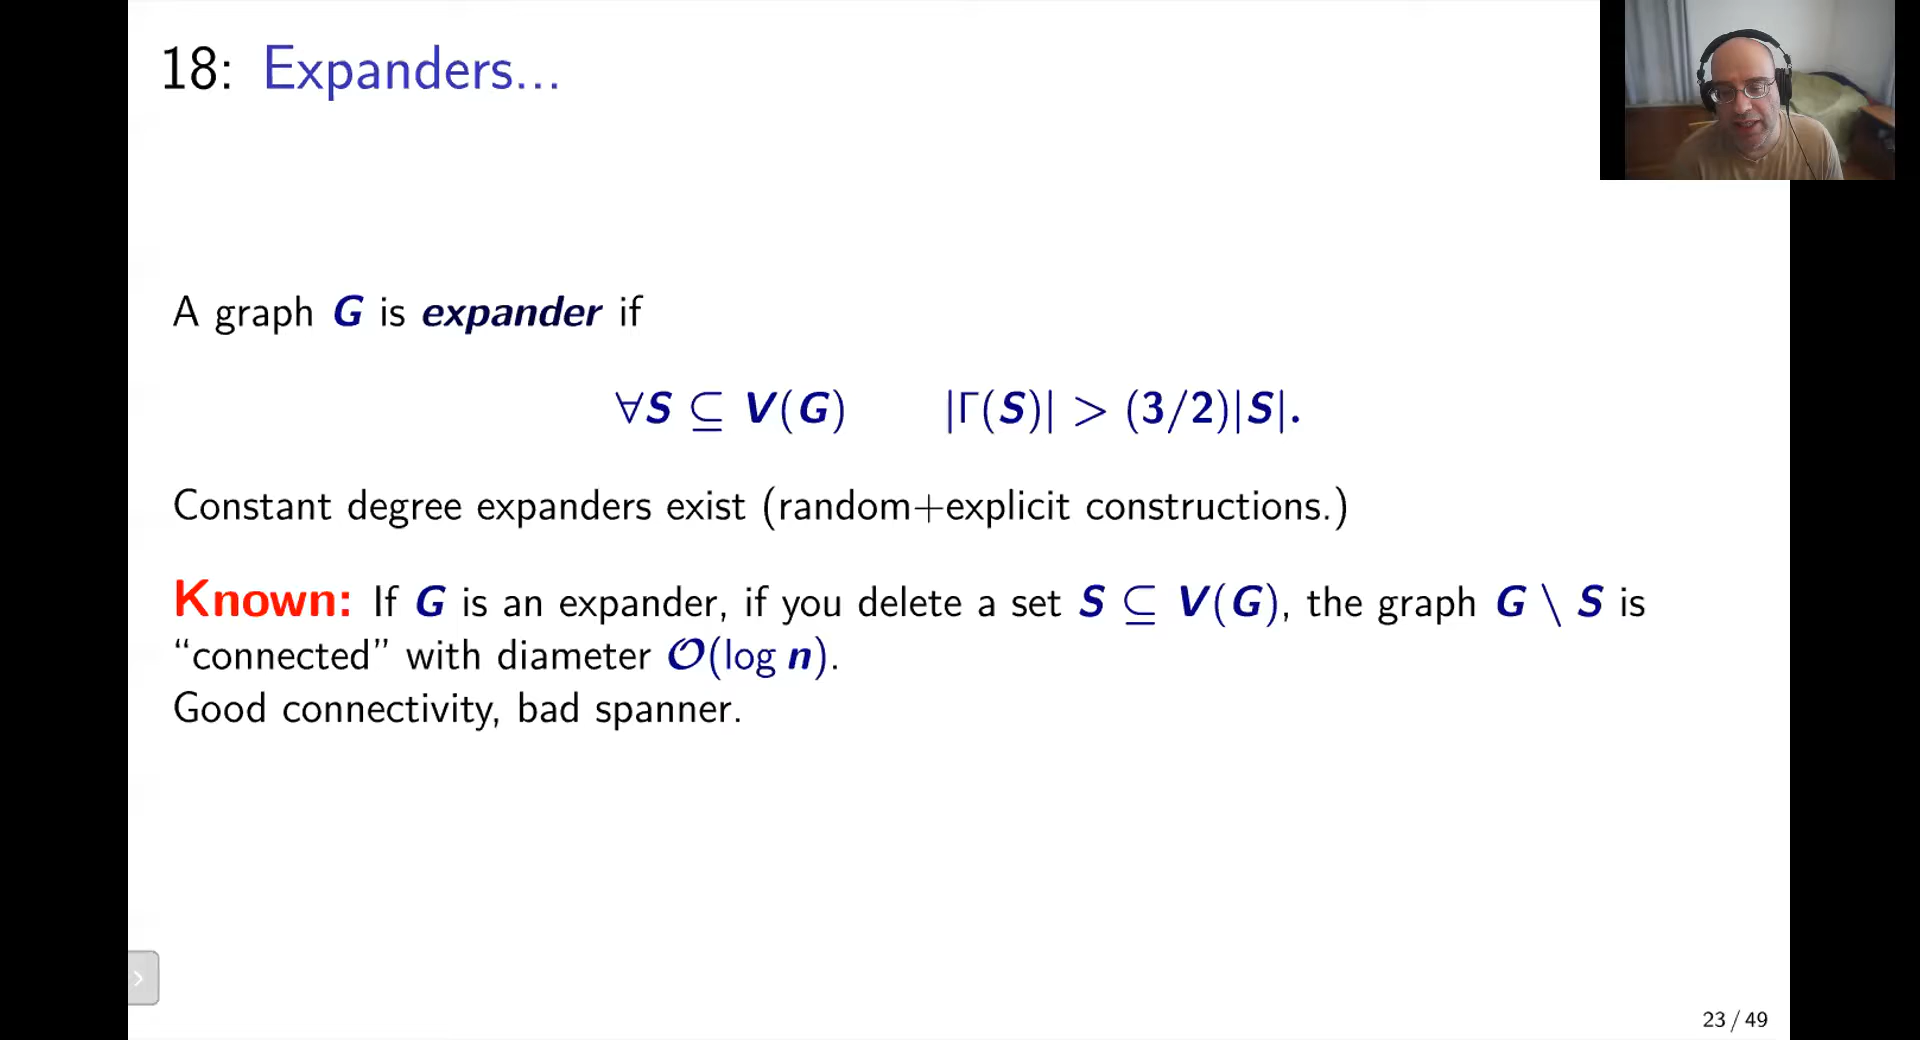 18: Expanders...
A graph G is expander if
∀S ⊆ V(G) |Γ(S)| > (3/2)|S|.
Constant degree expanders exist (random+explicit constructions.)
Known: If G is an expander, if you delete a set S ⊆ V(G), the graph G \ S is
“connected” with diameter O(log n).
Good connectivity, bad spanner.
23 / 49